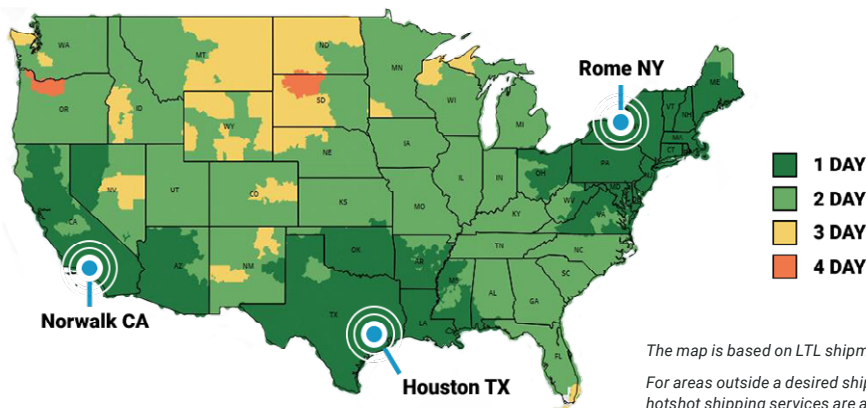 WA
MT
ND
MN
OR
ID
SD
WI
MI
WY
NE
IA
NV
UT
CO
KS
CA
AZ
NM
OK
TX
MO
AR
LA
MS
IL
IN
OH
KY
TN
AL
GA
FL
SC
NC
VA
WV
MD
PA
NJ
CT
MA
VT
NH
ME
Rome NY
Norwalk CA
Houston TX
1 DAY
2 DAY
3 DAY
4 DAY
The map is based on LTL shipm
For areas outside a desired ship
hotshot shipping services are a